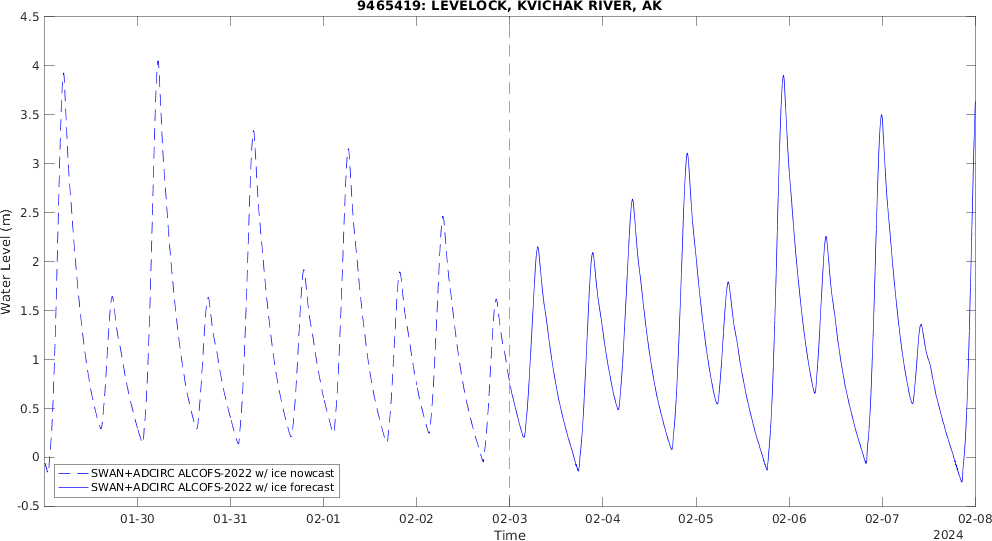 9465419: LEVELOCK, KVICHAK RIVER, AK
4.5
4
3.5
3
2.5
2
1.5
1
0.5
0
-0.5
Water Level (m)
SWAN+ADCIRC ALCOFS-2022 w/ ice nowcast
SWAN+ADCIRC ALCOFS-2022 w/ ice forecast
01-30 01-31 02-01 02-02 02-03 02-04 02-05 02-06 02-07 02-08
Time
2024